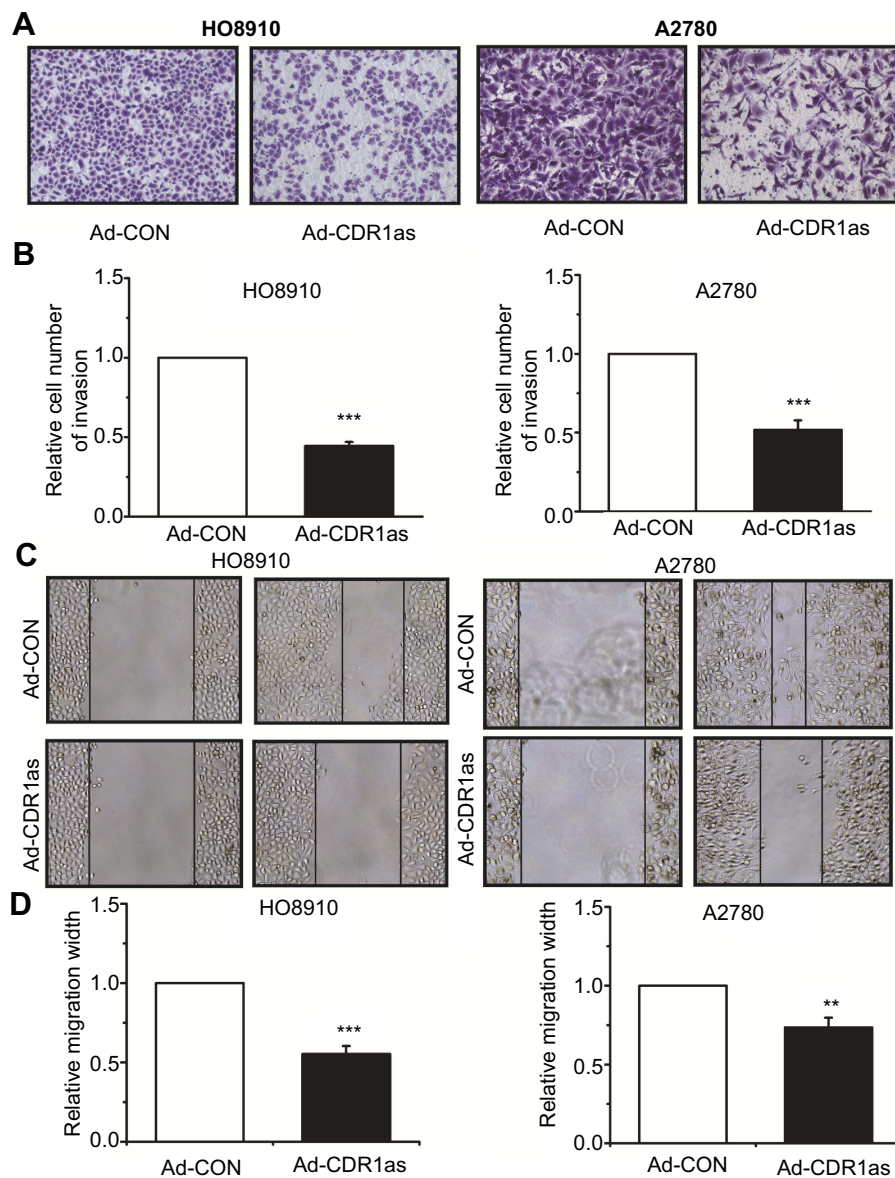 A
HO8910
A2780
Ad-CON
Ad-CDR1as
Ad-CON
Ad-CDR1as
B
HO8910
Relative cell number
of invasion
1.5
1.0
0.5
0.0
***
Ad-CON
Ad-CDR1as
A2780
Relative cell number
of invasion
1.5
1.0
0.5
0.0
***
Ad-CON
Ad-CDR1as
C
HO8910
A2780
Ad-CON
Ad-CDR1as
Ad-CON
Ad-CDR1as
D
HO8910
Relative migration width
1.5
1.0
0.5
0.0
***
Ad-CON
Ad-CDR1as
A2780
Relative migration width
1.5
1.0
0.5
0.0
**
Ad-CON
Ad-CDR1as